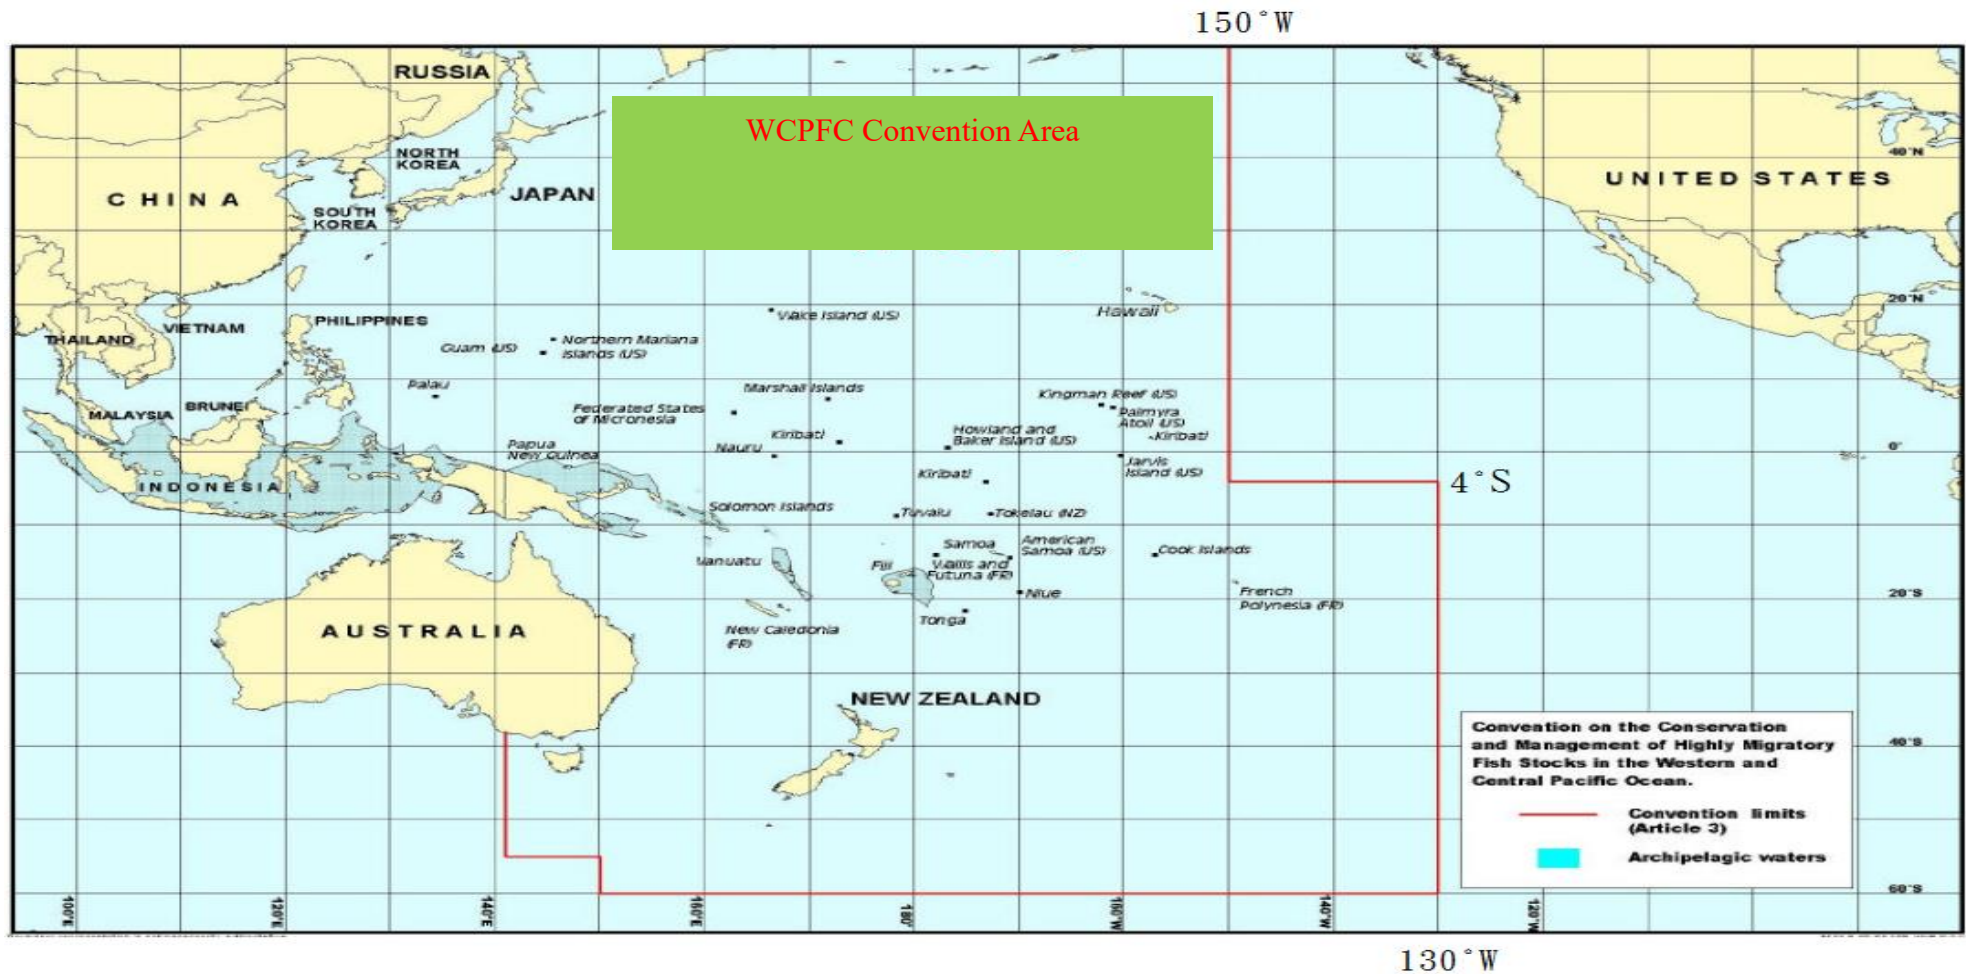 150°W
RUSSIA
WCPFC Convention Area
NORTH
KOREA
40°N
CHINA
JAPAN
UNITED STATES
SOUTH
KOREA
20°N
Wake Island (US)
Hawaii
PHILIPPINES
VIETNAM
THAILAND
Guam (US)
Northern Mariana
Islands (US)
Palau
Marshall Islands
Kingman Reef (US)
MALAYSIA
BRUNEI
Federated States
of Micronesia
Palmyra
Atoll (US)
Kiribati
Howland and
Baker Island (US)
Kiribati
Papua
New Guinea
Nauru
0°
Jarvis
Island (US)
Kiribati
4°S
INDONESIA
Solomon Islands
Tuvalu
Tokelau (NZ)
Samoa
American
Samoa (US)
Cook Islands
Vanuatu
Fiji
Wallis and
Futuna (FR)
Niue
French
Polynesia (FR)
20°S
Tonga
AUSTRALIA
New Caledonia
(FR)
NEW ZEALAND
Convention on the Conservation
and Management of Highly Migratory
Fish Stocks in the Western and
Central Pacific Ocean.
40°S
Convention limits
(Article 3)
Archipelagic waters
60°S
100°E
120°E
140°E
160°E
180°
160°W
140°W
120°W
130°W